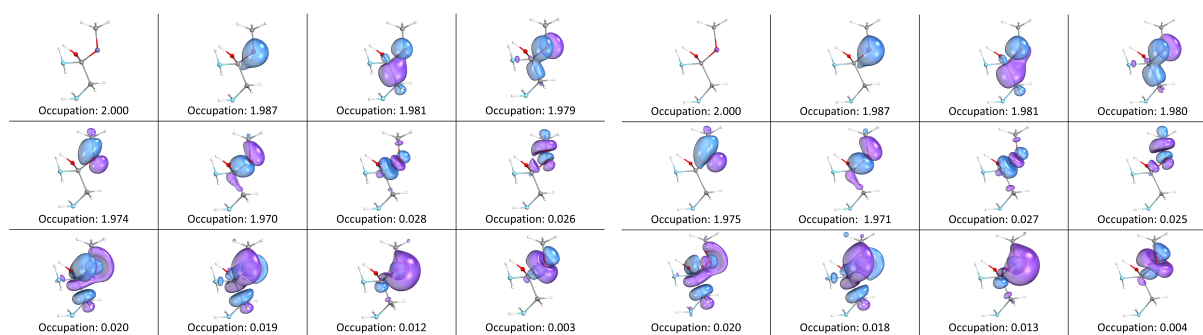 Occupation: 2.000 Occupation: 1.987 Occupation: 1.981 Occupation: 1.979
Occupation: 1.974 Occupation: 1.970 Occupation: 0.028 Occupation: 0.026
Occupation: 0.020 Occupation: 0.019 Occupation: 0.012 Occupation: 0.003
Occupation: 2.000 Occupation: 1.987 Occupation: 1.981 Occupation: 1.980
Occupation: 1.975 Occupation: 1.971 Occupation: 0.027 Occupation: 0.025
Occupation: 0.020 Occupation: 0.018 Occupation: 0.013 Occupation: 0.004